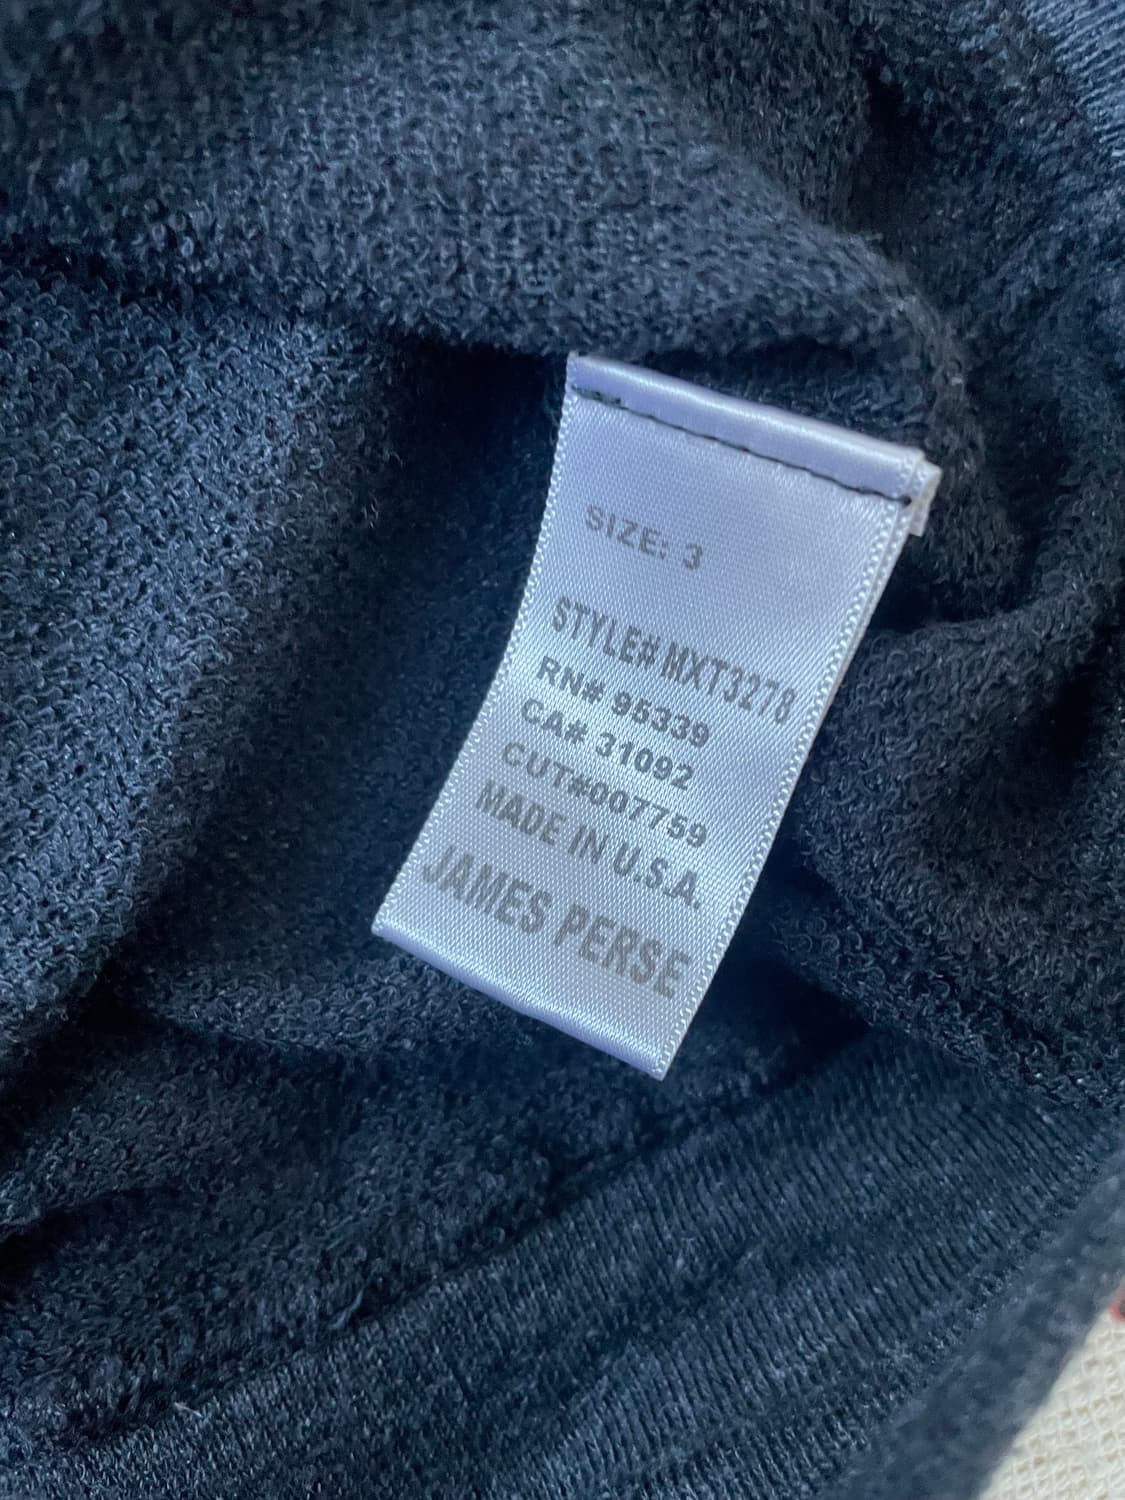 SIZE: 3
STYLE# MXT3278
RN# 95339
CA# 31092
CUT#007759
MADE IN U.S.A.
JAMES PERSE